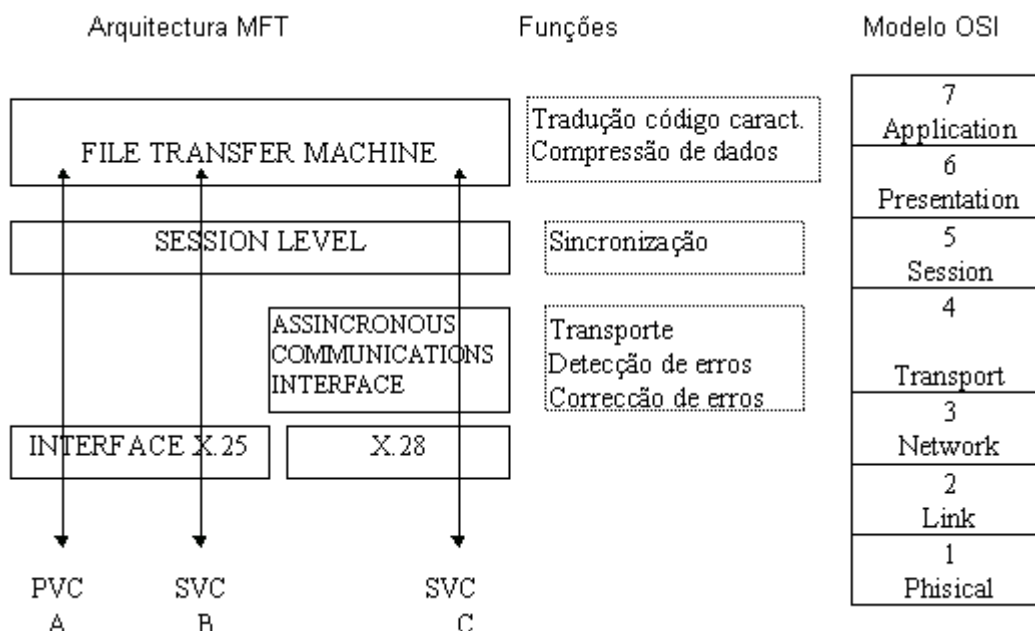 Arquitectura MFT
Funções
Modelo OSI
FILE TRANSFER MACHINE
Tradução código caract.
Compressão de dados
7
Application
6
Presentation
SESSION LEVEL
Sincronização
5
Session
ASSINCRONOUS
COMMUNICATIONS
INTERFACE
Transporte
Detecção de erros
Correcção de erros
4
Transport
INTERFACE X.25
X.28
3
Network
2
Link
1
Phisical
PVC
SVC
SVC
A
B
C